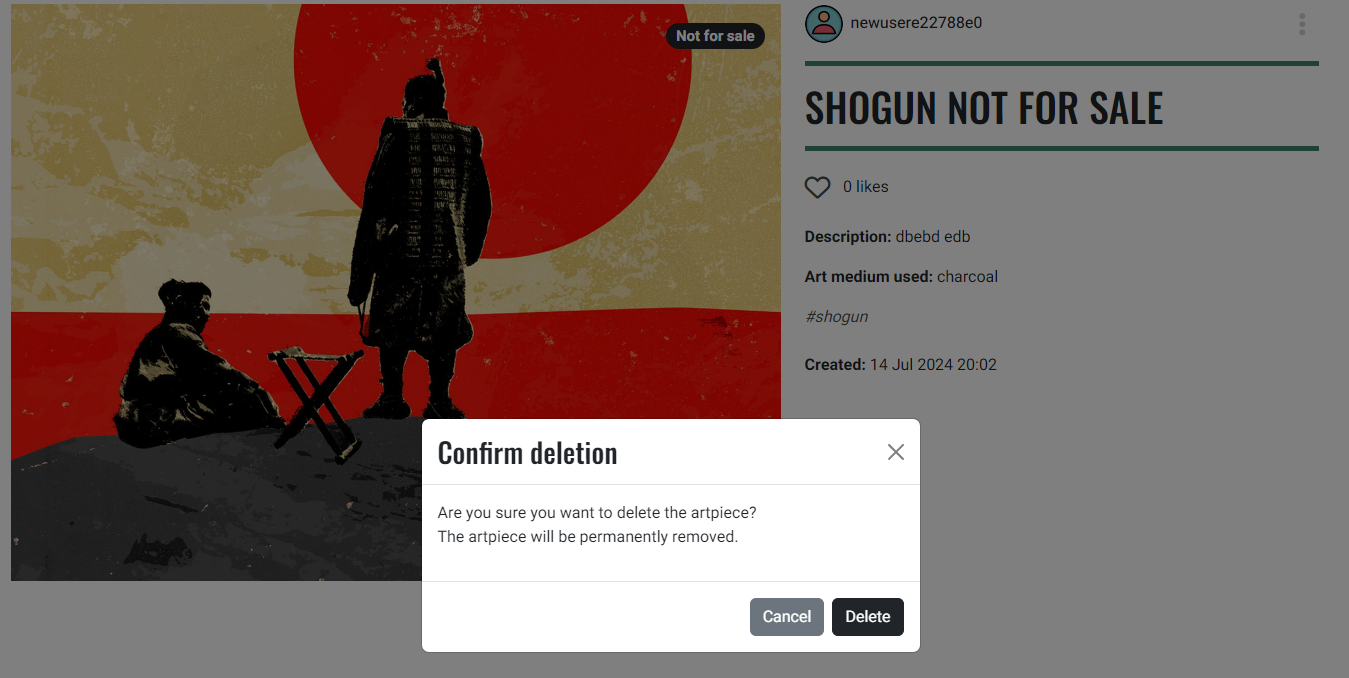 Not for sale
newusere22788e0
SHOGUN NOT FOR SALE
0 likes
Description: dbebd edb
Art medium used: charcoal
#shogun
Created: 14 Jul 2024 20:02
Confirm deletion
Are you sure you want to delete the artpiece?
The artpiece will be permanently removed.
Cancel
Delete